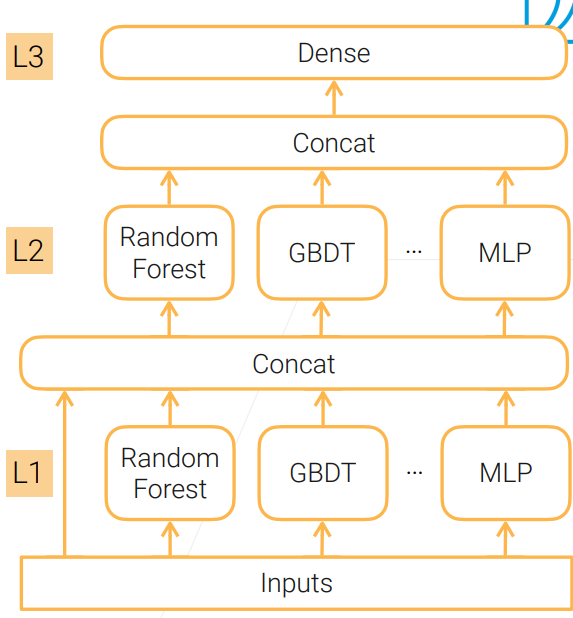 L3
Dense
Concat
L2
Random
Forest
GBDT
...
MLP
Concat
L1
Random
Forest
GBDT
...
MLP
Inputs